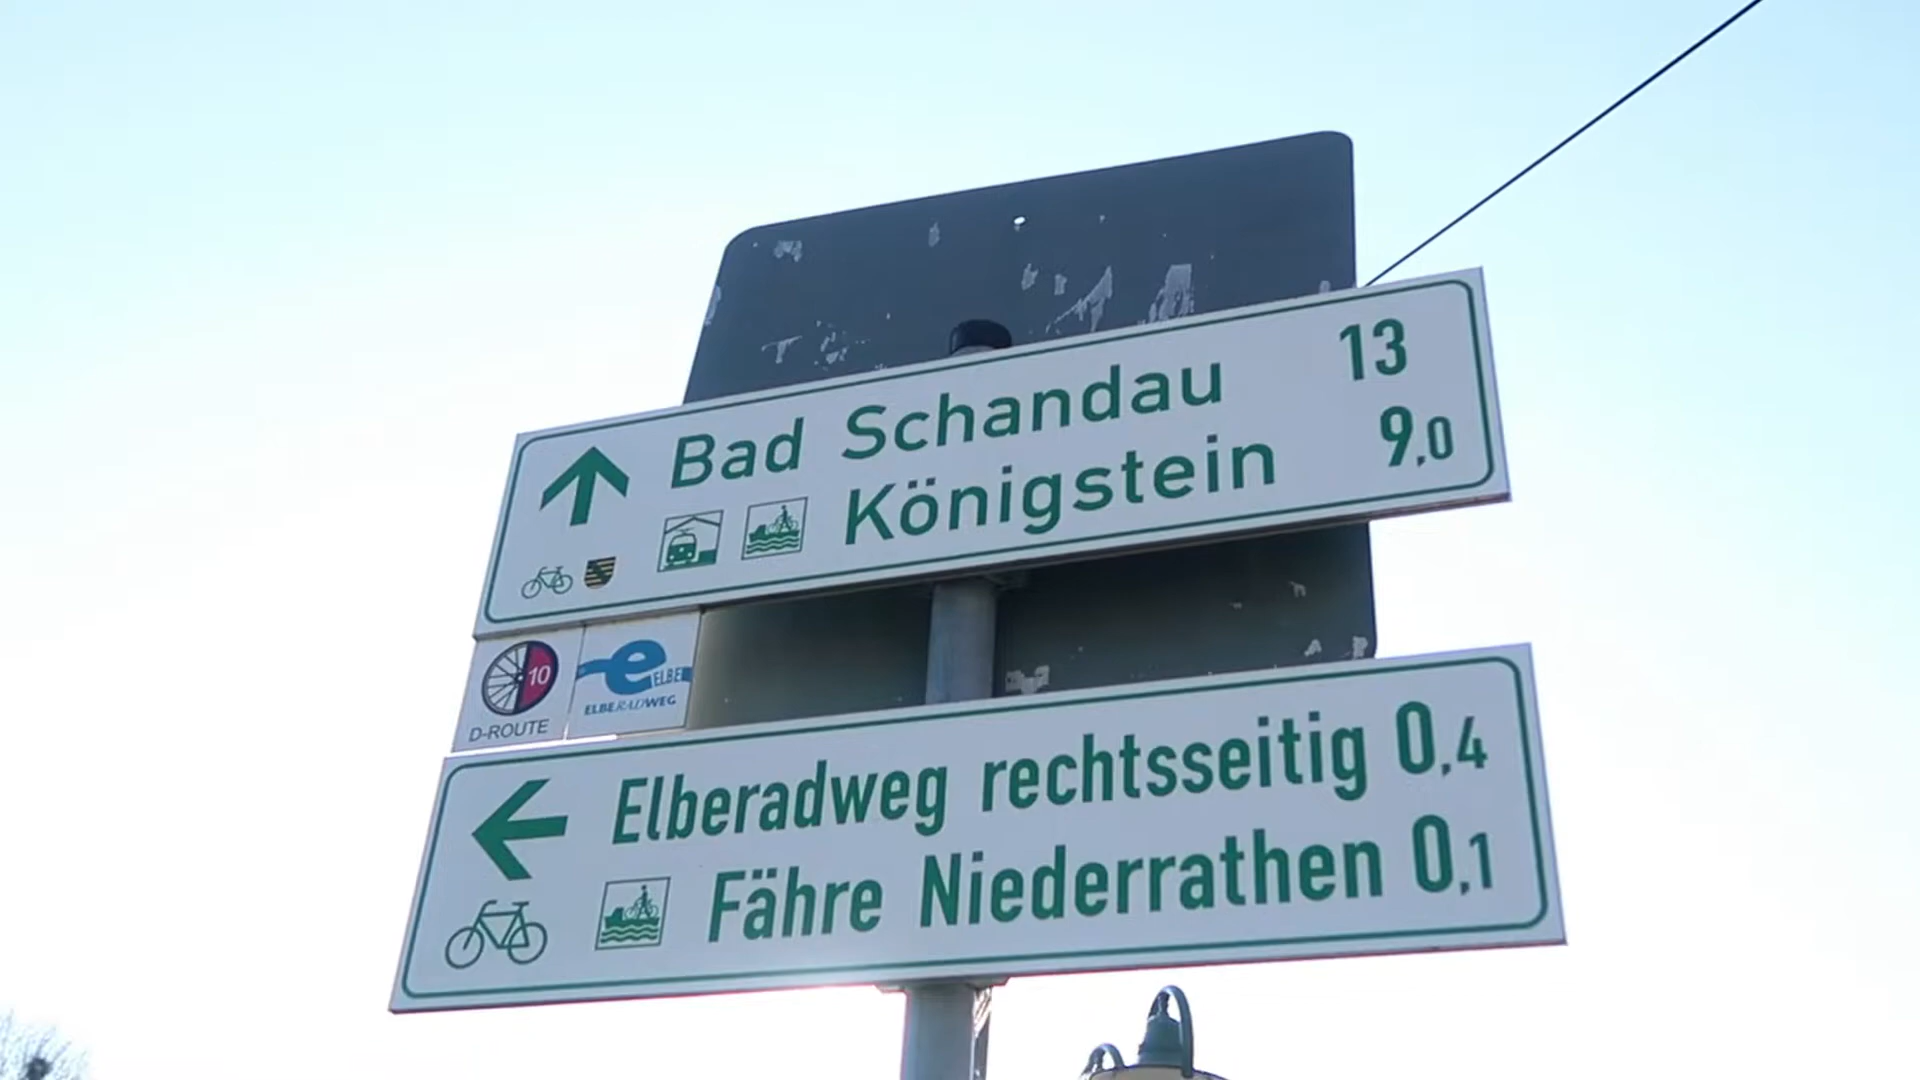 Bad Schandau 13
Königstein 9,0
10
D-ROUTE
e ELBE
ELBERADWEG
Elberadweg rechtsseitig 0,4
Fähre Niederrathen 0,1